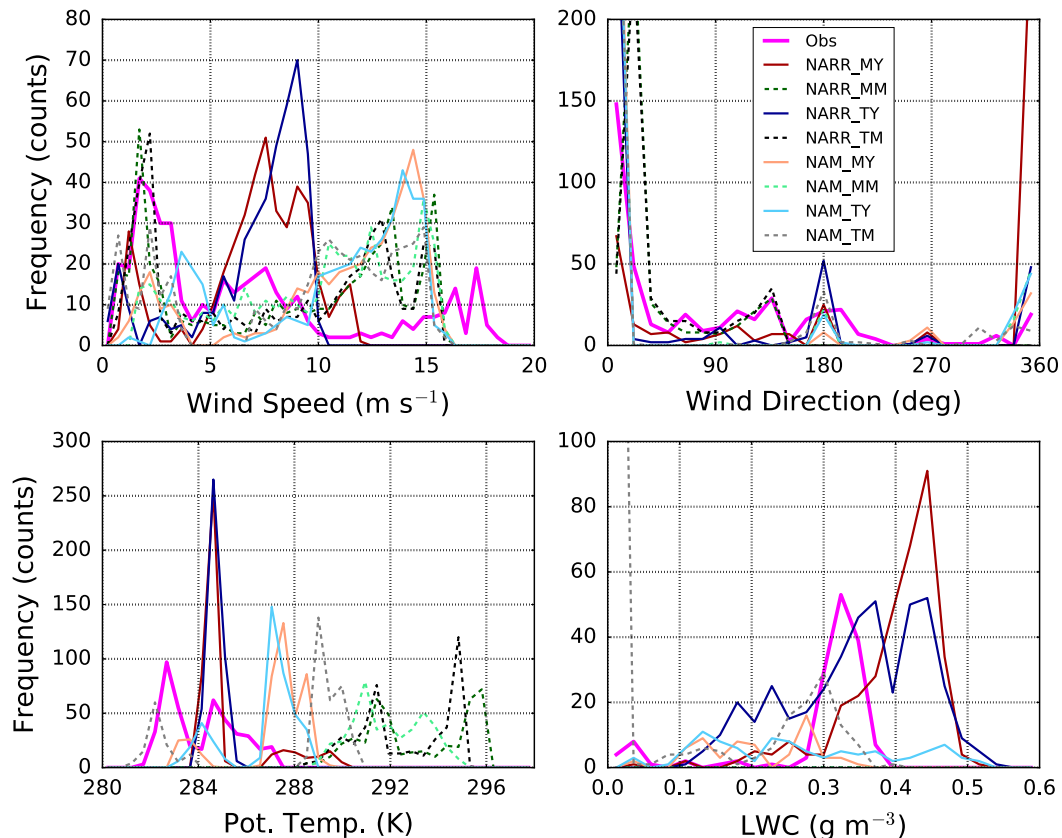 80
70
60
50
40
30
20
10
0
0 5 10 15 20
Frequency (counts)
Wind Speed (m s⁻¹)
200
150
100
50
0
0 90 180 270 360
Wind Direction (deg)
Obs
NARR_MY
NARR_MM
NARR_TY
NARR_TM
NAM_MY
NAM_MM
NAM_TY
NAM_TM
300
250
200
150
100
50
0
280 284 288 292 296
Frequency (counts)
Pot. Temp. (K)
100
80
60
40
20
0
0.0 0.1 0.2 0.3 0.4 0.5 0.6
LWC (g m⁻³)